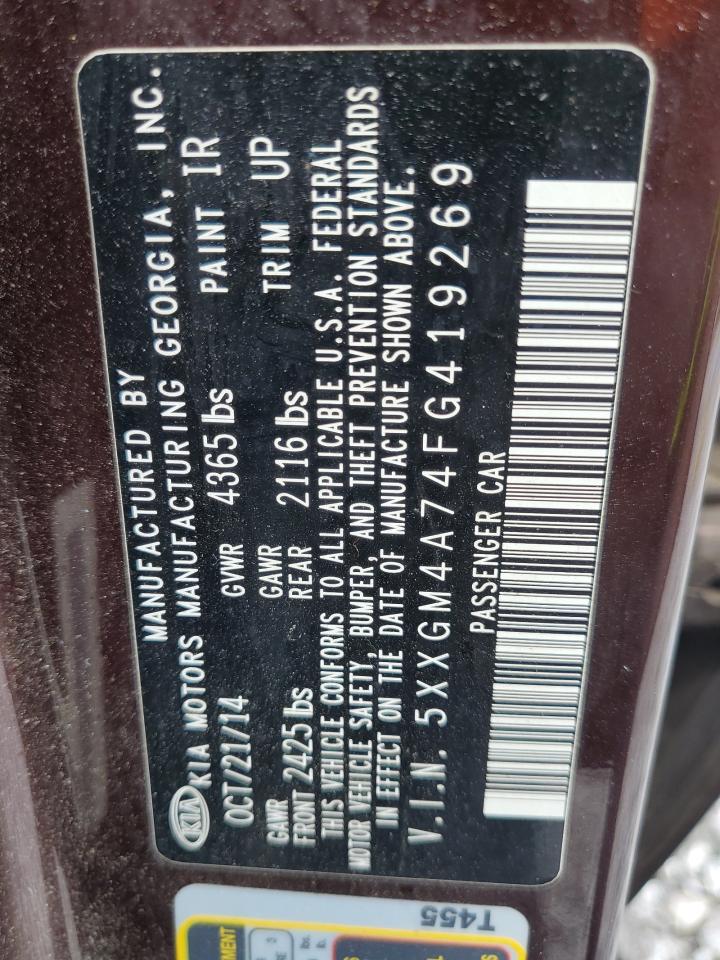 MANUFACTURED BY
KIA KIA MOTORS MANUFACTURING GEORGIA, INC.
OCT/21/14 GVWR 4365 lbs PAINT IR
GAWR FRONT 2425 lbs GAWR REAR 2116 lbs TRIM UP
THIS VEHICLE CONFORMS TO ALL APPLICABLE U.S.A. FEDERAL
MOTOR VEHICLE SAFETY, BUMPER, AND THEFT PREVENTION STANDARDS
IN EFFECT ON THE DATE OF MANUFACTURE SHOWN ABOVE.
V.I.N. 5XXGM4A74FG419269
PASSENGER CAR
T455